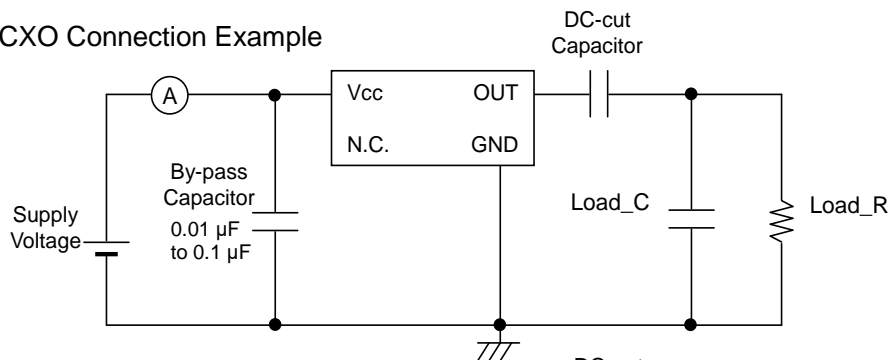 CXO Connection Example
DC-cut
Capacitor
A
Vcc
OUT
N.C.
GND
By-pass
Capacitor
0.01 µF
to 0.1 µF
Supply
Voltage
Load_C
Load_R